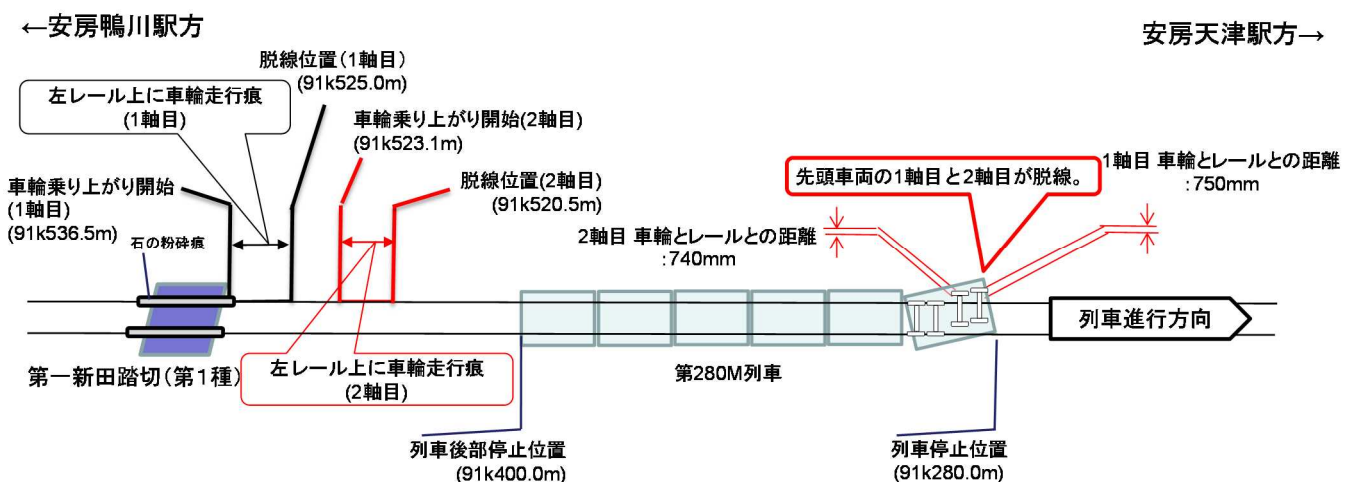 ←安房鴨川駅方
安房天津駅方→
脱線位置(1軸目)
(91k525.0m)
左レール上に車輪走行痕
(1軸目)
車輪乗り上がり開始(2軸目)
(91k523.1m)
車輪乗り上がり開始
(1軸目)
(91k536.5m)
脱線位置(2軸目)
(91k520.5m)
先頭車両の1軸目と2軸目が脱線。
1軸目 車輪とレールとの距離
:750mm
石の粉砕痕
2軸目 車輪とレールとの距離
:740mm
列車進行方向
第一新田踏切(第1種)
左レール上に車輪走行痕
(2軸目)
第280M列車
列車後部停止位置
(91k400.0m)
列車停止位置
(91k280.0m)